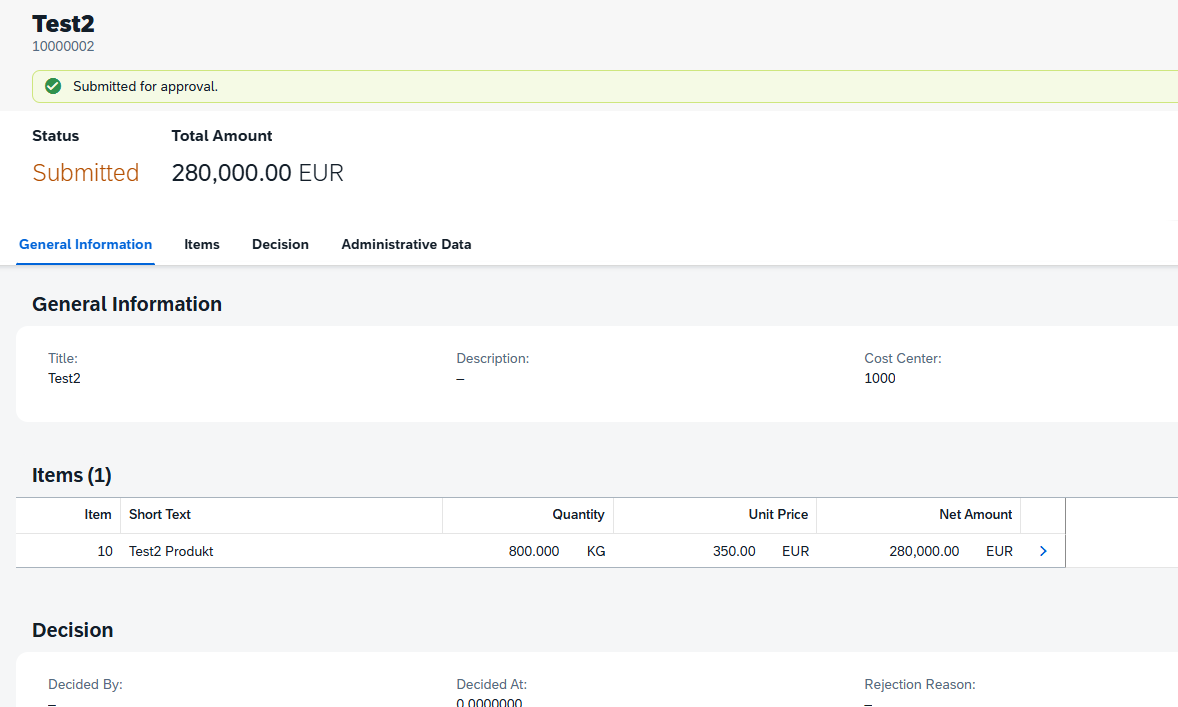 Test2
10000002
Submitted for approval.
Status Total Amount
Submitted 280,000.00 EUR
General Information Items Decision Administrative Data
General Information
Title: Description: Cost Center:
Test2 – 1000
Items (1)
Item Short Text Quantity Unit Price Net Amount
10 Test2 Produkt 800.000 KG 350.00 EUR 280,000.00 EUR
Decision
Decided By: Decided At: Rejection Reason:
– 0.0000000 –